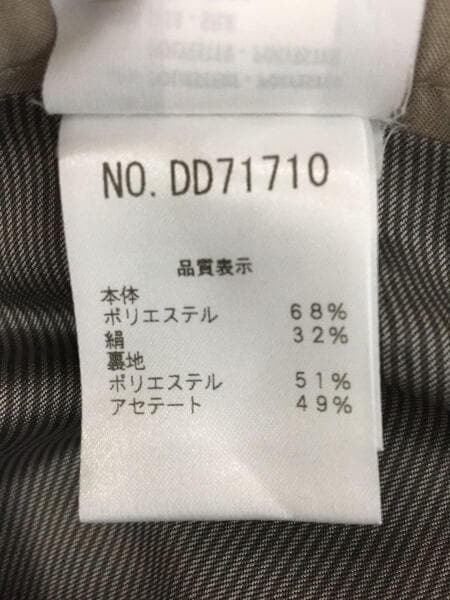 NO. DD71710
品質表示
本体
ポリエステル 68%
絹 32%
裏地
ポリエステル 51%
アセテート 49%